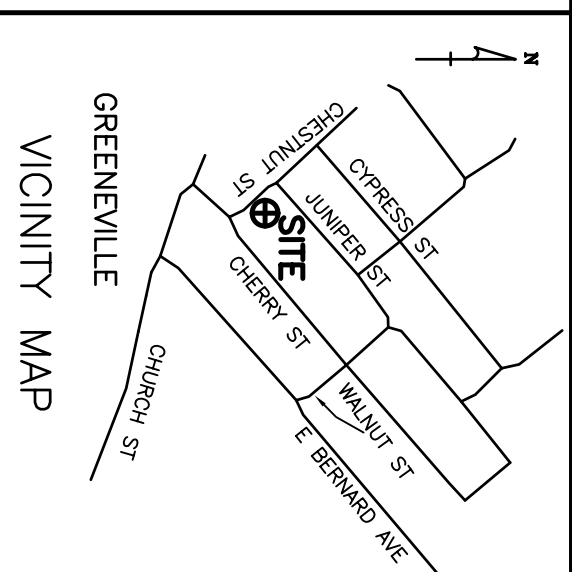 N
CHESTNUT ST
CYPRESS ST
JUNIPER ST
SITE
CHERRY ST
WALNUT ST
E BERNARD AVE
CHURCH ST
GREENEVILLE
VICINITY MAP